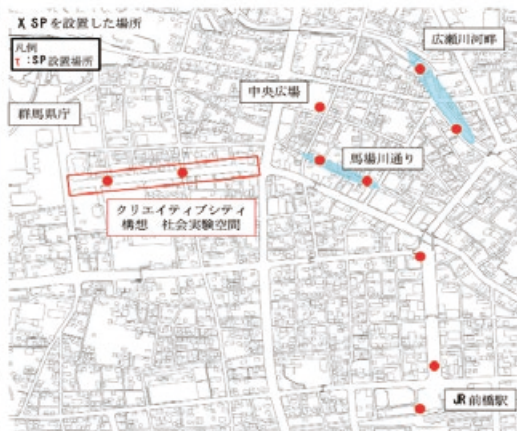 X SPを設置した場所
凡例
τ :SP設置場所
広瀬川河畔
中央広場
群馬県庁
馬場川通り
クリエイティブシティ
構想 社会実験空間
JR前橋駅